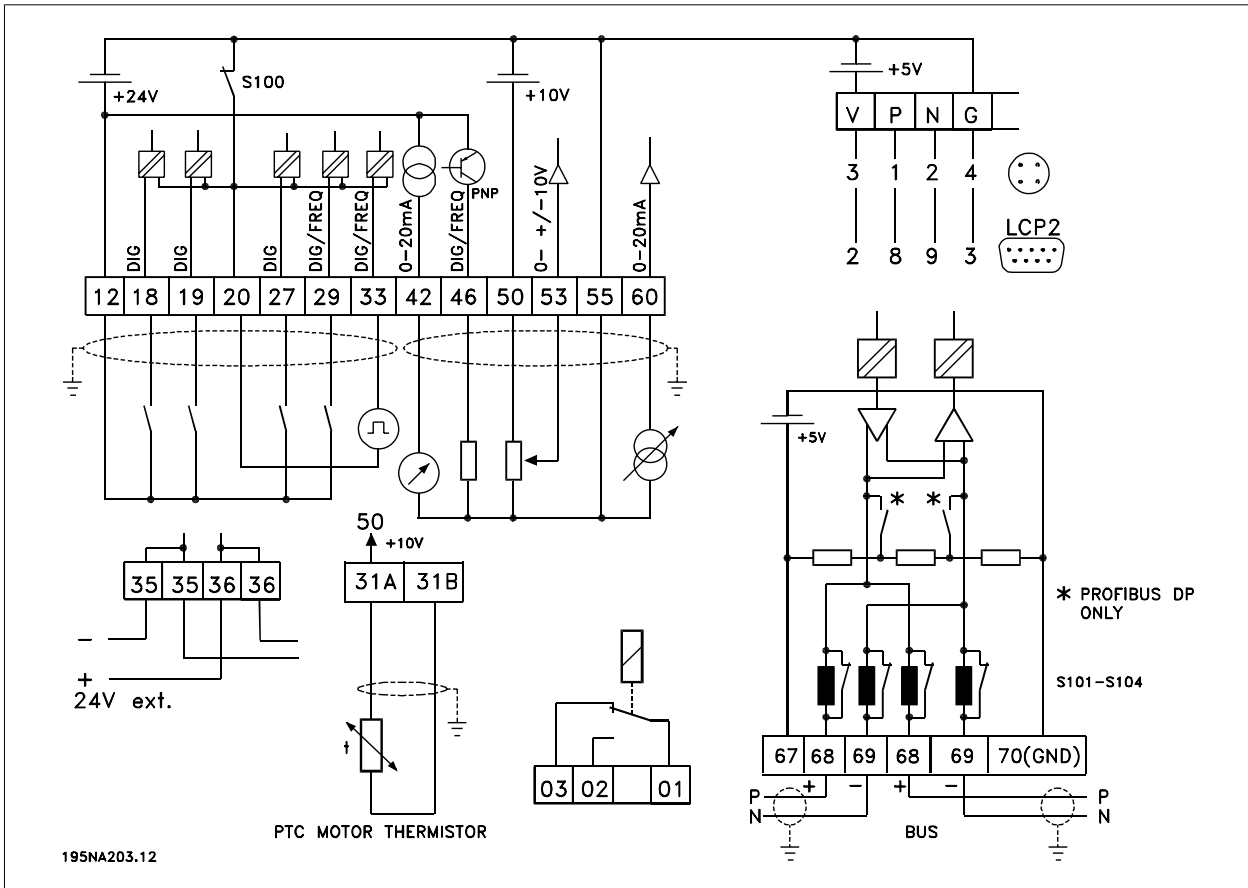 +24V
S100
+10V
+5V
V P N G
3 1 2 4
PNP
DIG
DIG
DIG
DIG/FREQ
DIG/FREQ
0-20mA
DIG/FREQ
0- +/-10V
0-20mA
LCP2
2 8 9 3
12 18 19 20 27 29 33 42 46 50 53 55 60
+5V
* *
50
+10V
35 35 36 36
31A 31B
* PROFIBUS DP
ONLY
-
+
24V ext.
S101-S104
t
67 68 69 68 69 70(GND)
03 02 01
+ - + -
P P
N N
BUS
PTC MOTOR THERMISTOR
195NA203.12